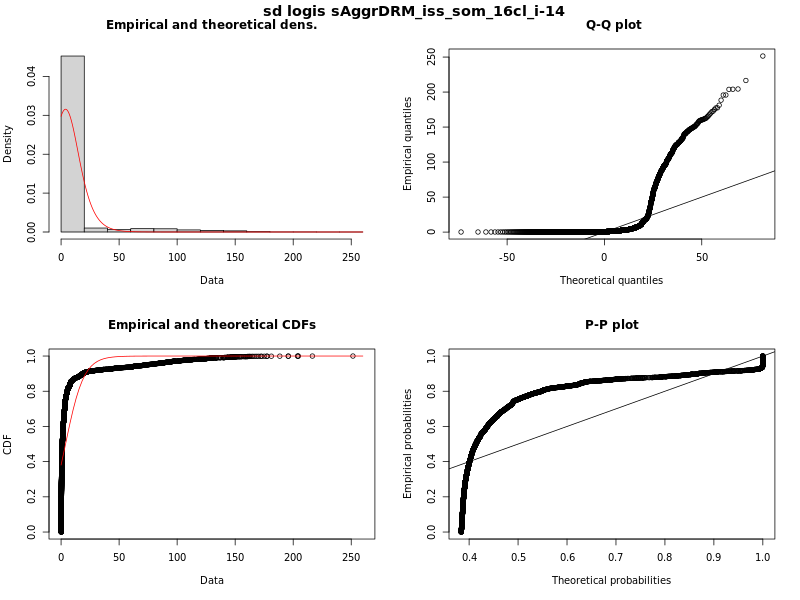 sd logis sAggrDRM_iss_som_16cl_i-14
Empirical and theoretical dens.
Density
0.00 0.01 0.02 0.03 0.04
0 50 100 150 200 250
Data
Q-Q plot
Empirical quantiles
0 50 100 150 200 250
-50 0 50
Theoretical quantiles
Empirical and theoretical CDFs
CDF
0.0 0.2 0.4 0.6 0.8 1.0
0 50 100 150 200 250
Data
P-P plot
Empirical probabilities
0.0 0.2 0.4 0.6 0.8 1.0
0.4 0.5 0.6 0.7 0.8 0.9 1.0
Theoretical probabilities